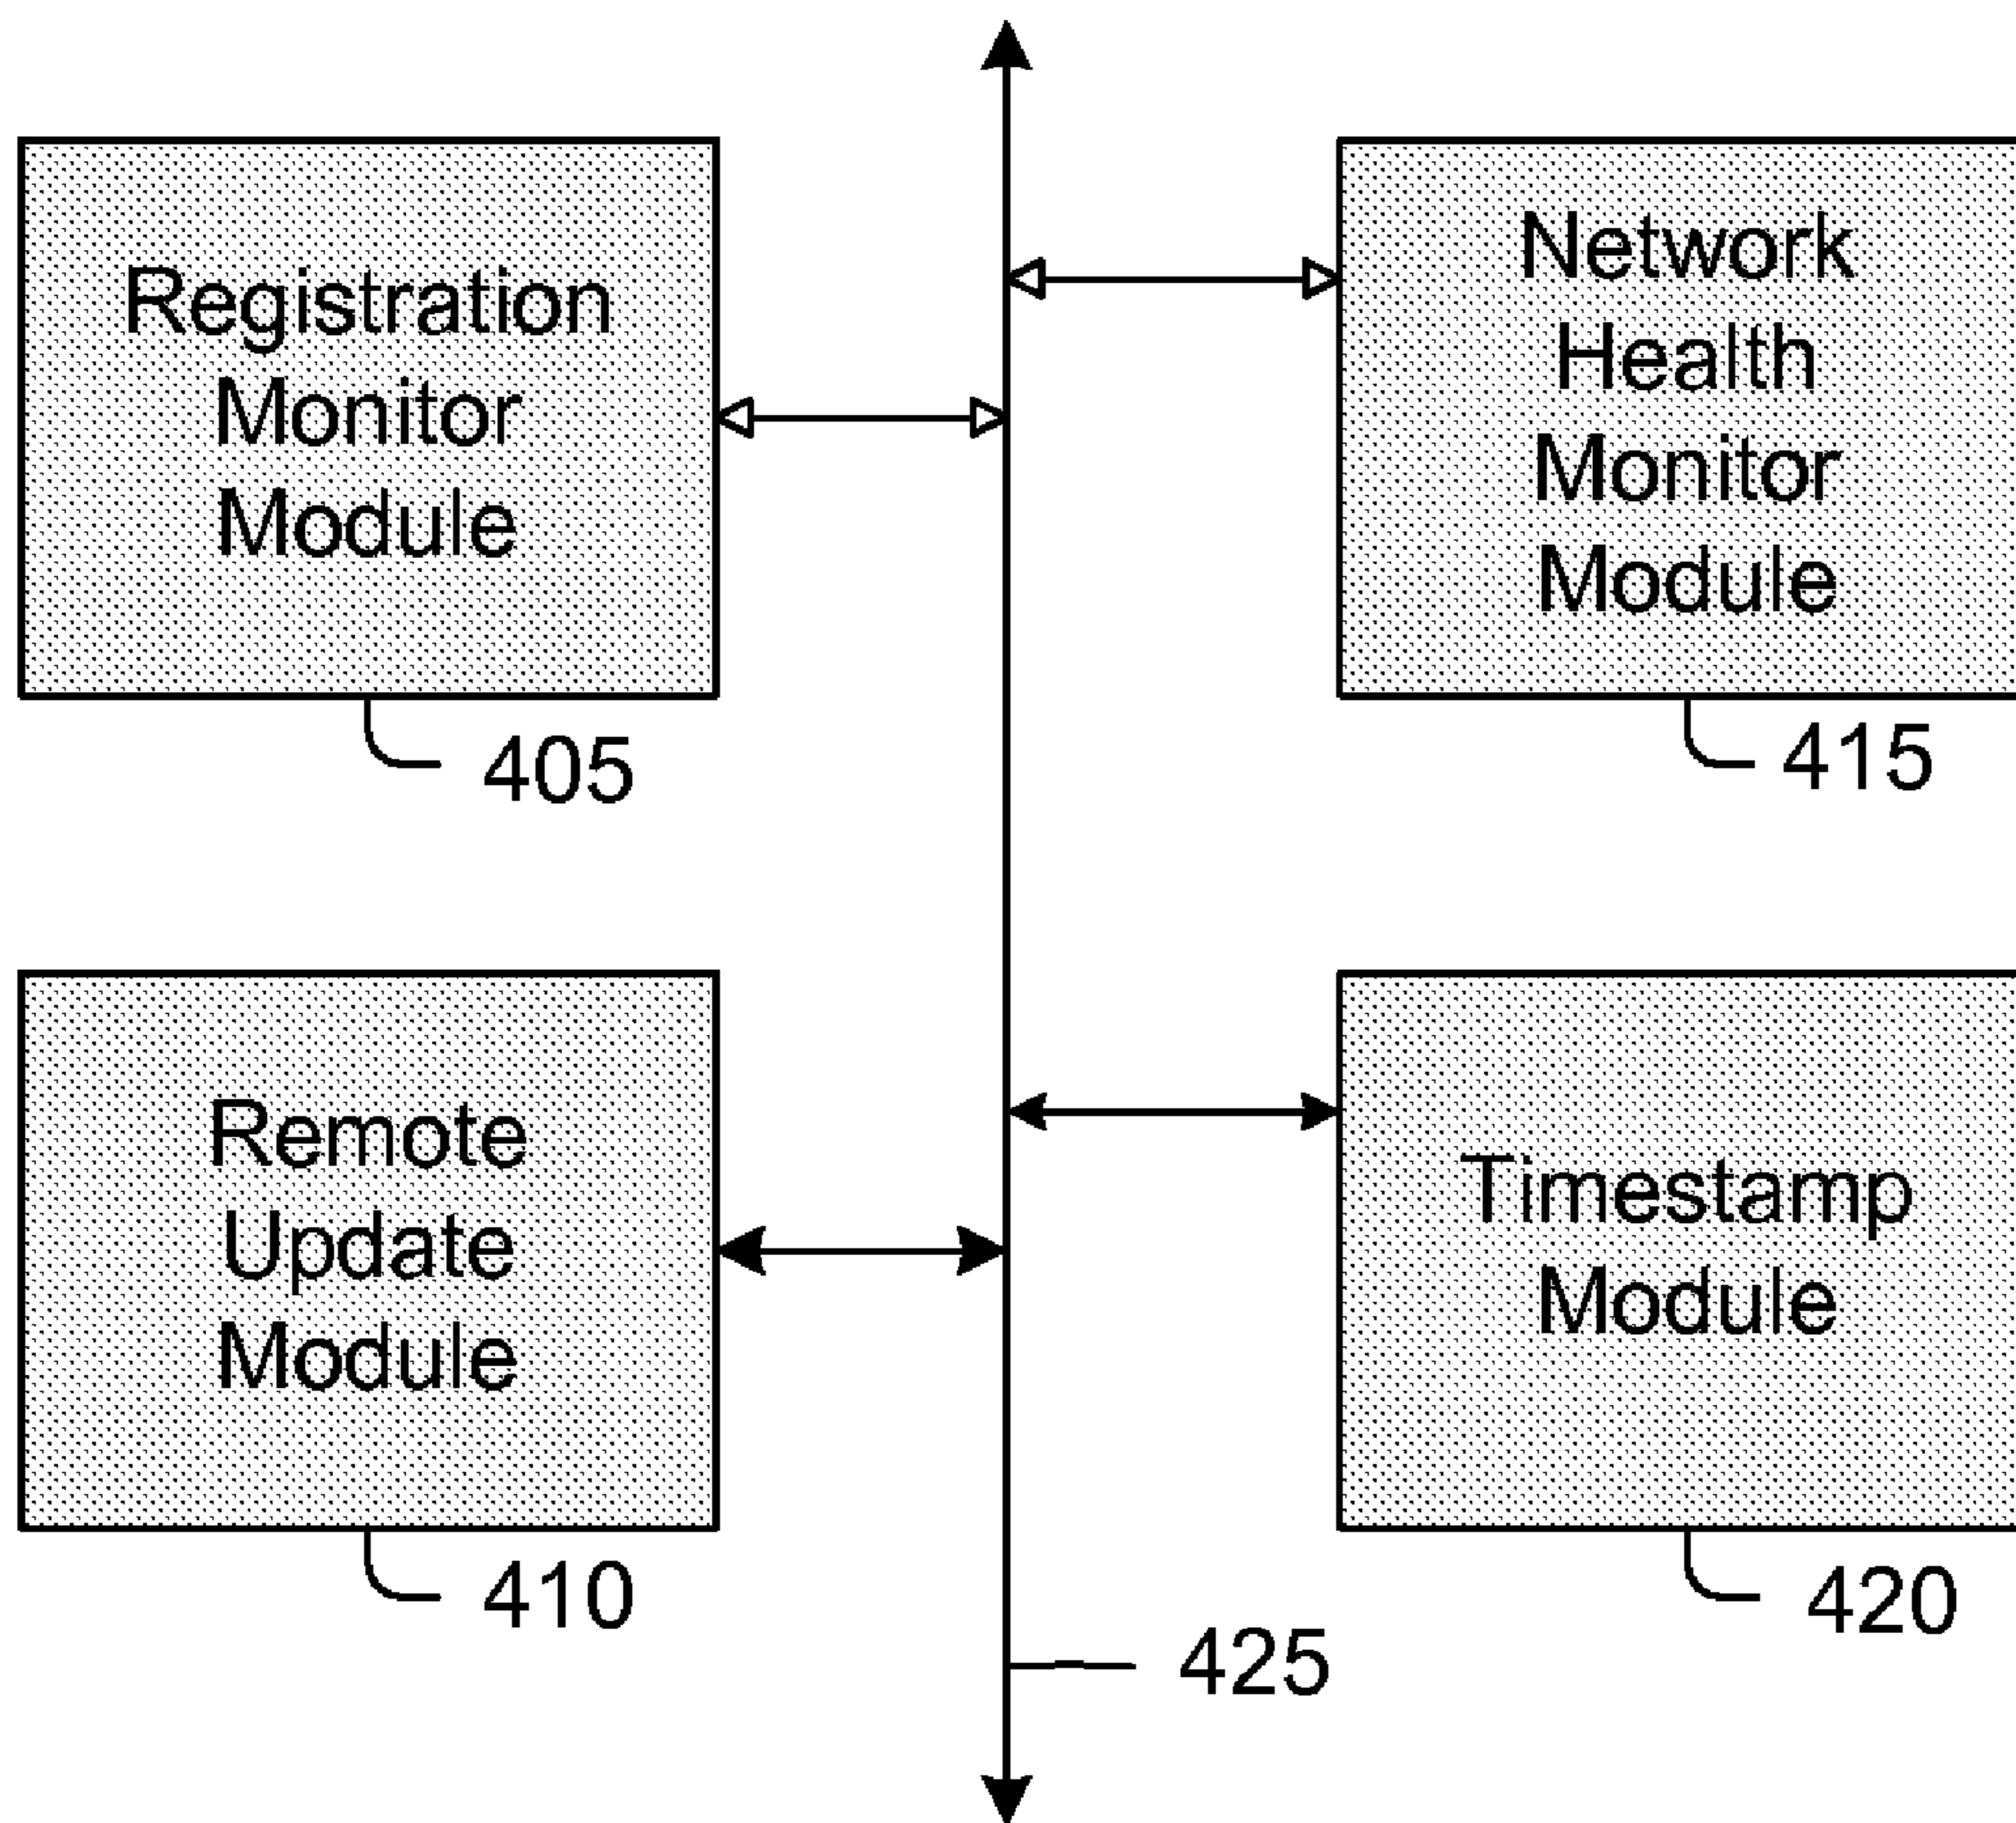 Registration
Monitor
Module
405
Network
Health
Monitor
Module
415
Remote
Update
Module
410
Timestamp
Module
420
425